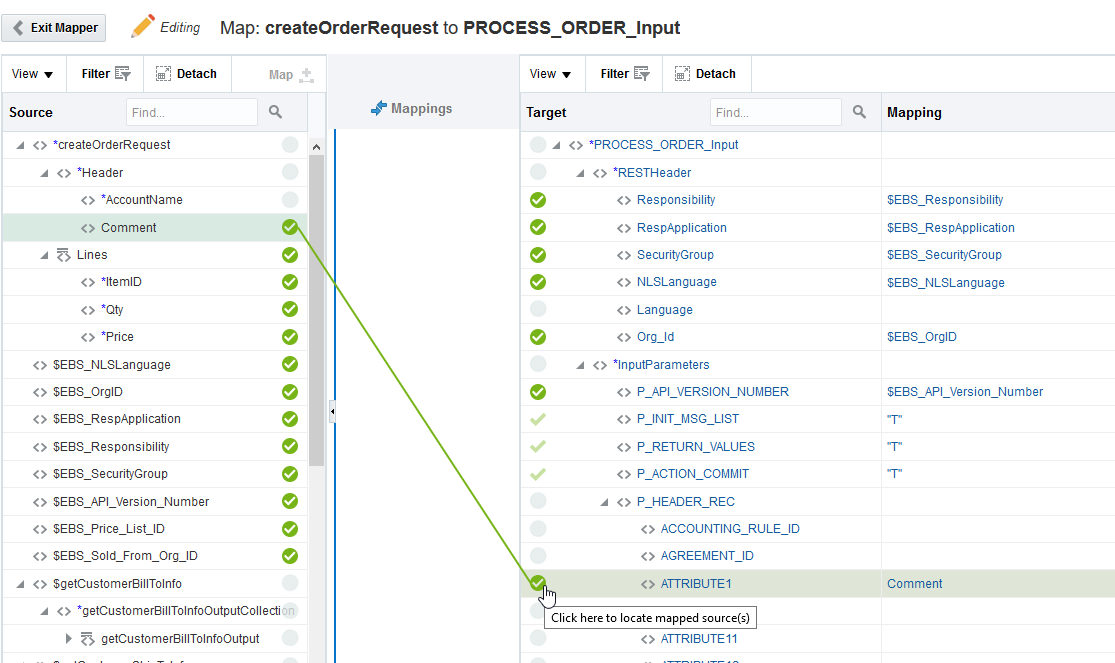 Exit Mapper Editing Map: createOrderRequest to PROCESS_ORDER_Input
View Filter Detach Map
Source Find...
*createOrderRequest
*Header
*AccountName
Comment
Lines
*ItemID
*Qty
*Price
$EBS_NLSLanguage
$EBS_OrgID
$EBS_RespApplication
$EBS_Responsibility
$EBS_SecurityGroup
$EBS_API_Version_Number
$EBS_Price_List_ID
$EBS_Sold_From_Org_ID
$getCustomerBillToInfo
*getCustomerBillToInfoOutputCollection
getCustomerBillToInfoOutput
Mappings
View Filter Detach
Target Find... Mapping
*PROCESS_ORDER_Input
*RESTHeader
Responsibility $EBS_Responsibility
RespApplication $EBS_RespApplication
SecurityGroup $EBS_SecurityGroup
NLSLanguage $EBS_NLSLanguage
Language
Org_Id $EBS_OrgID
*InputParameters
P_API_VERSION_NUMBER $EBS_API_Version_Number
P_INIT_MSG_LIST "T"
P_RETURN_VALUES "T"
P_ACTION_COMMIT "T"
P_HEADER_REC
ACCOUNTING_RULE_ID
AGREEMENT_ID
ATTRIBUTE1 Comment
Click here to locate mapped source(s)
ATTRIBUTE11